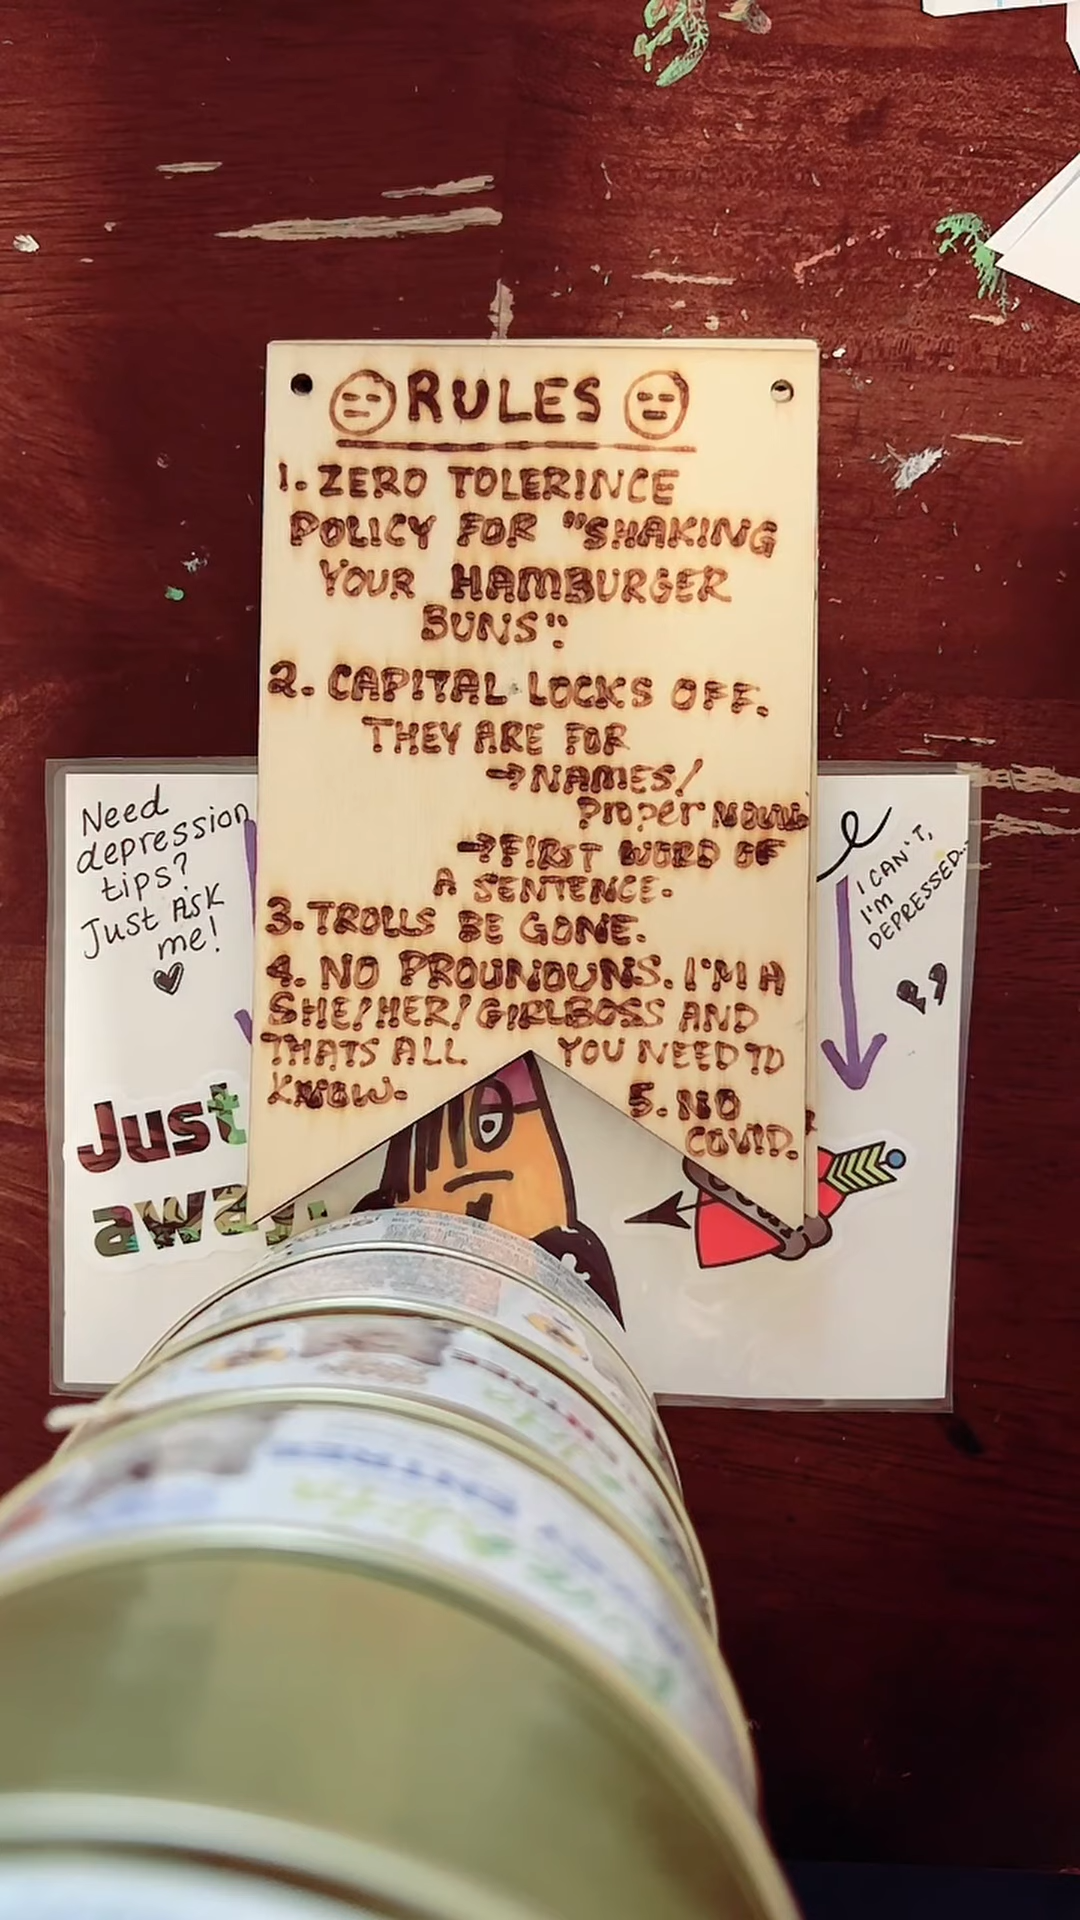 RULES
1. ZERO TOLERINCE
POLICY FOR "SHAKING
YOUR HAMBURGER
BUNS".
2. CAPITAL LOCKS OFF.
THEY ARE FOR
→NAMES/
Proper
→FIRST WORD OF
A SENTENCE.
3. TROLLS BE GONE.
4. NO PROUNOUNS. I'M A
SHE/HER/GIRLBOSS AND
THATS ALL YOU NEED TO
KNOW.
5. NO
COVID.
Need
depression
tips?
Just Ask
me!
Just
away.
I CAN'T,
I'M
DEPRESSED...